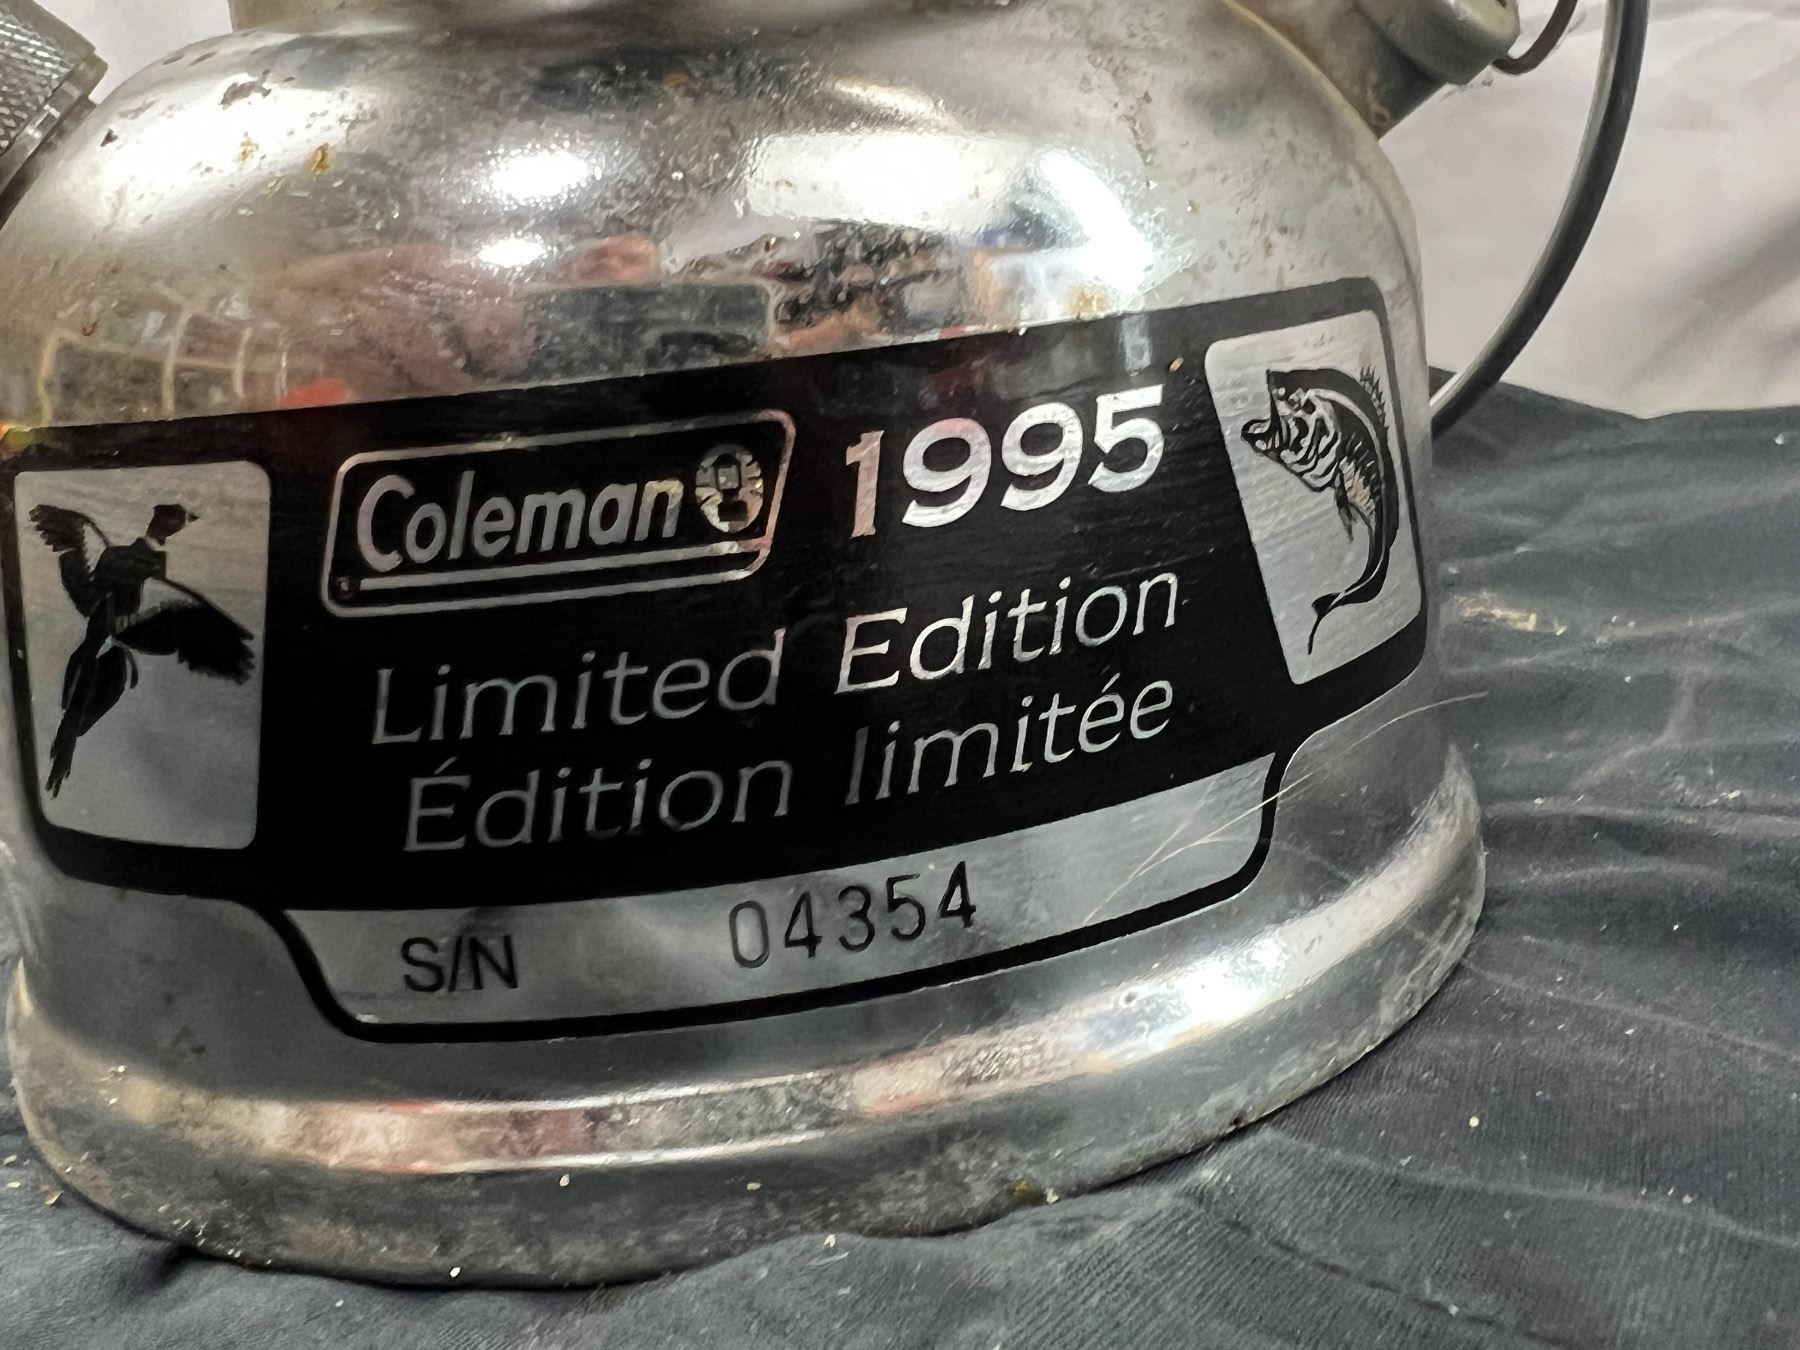 Coleman 1995
Limited Edition
Édition limitée
S/N 04354